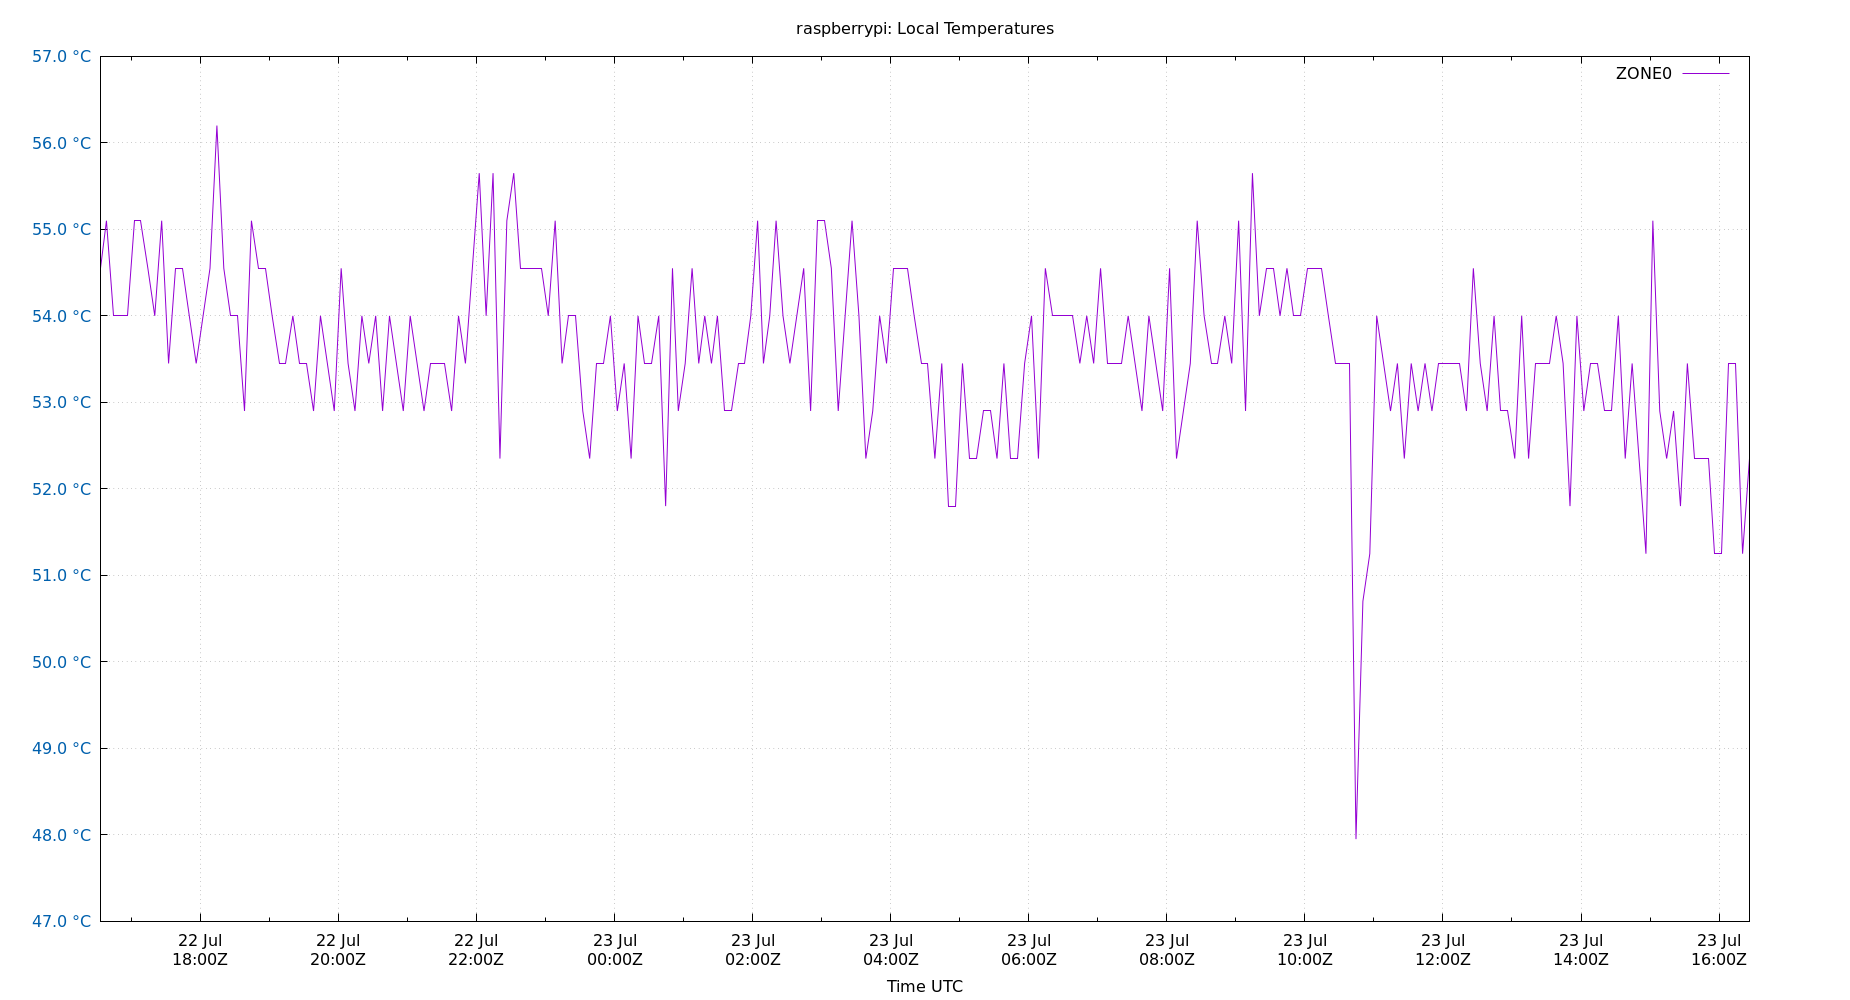 raspberrypi: Local Temperatures
57.0 °C
ZONE0
56.0 °C
55.0 °C
54.0 °C
53.0 °C
52.0 °C
51.0 °C
50.0 °C
49.0 °C
48.0 °C
47.0 °C
22 Jul 22 Jul 22 Jul 23 Jul 23 Jul 23 Jul 23 Jul 23 Jul 23 Jul 23 Jul 23 Jul 23 Jul
18:00Z 20:00Z 22:00Z 00:00Z 02:00Z 04:00Z 06:00Z 08:00Z 10:00Z 12:00Z 14:00Z 16:00Z
Time UTC